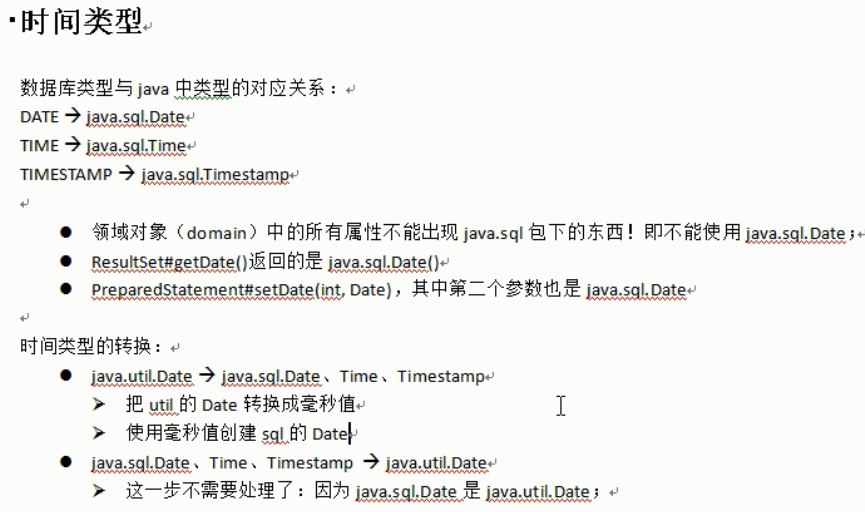 ·时间类型
数据库类型与 java 中类型的对应关系：
DATE → java.sql.Date
TIME → java.sql.Time
TIMESTAMP → java.sql.Timestamp
● 领域对象（domain）中的所有属性不能出现 java.sql 包下的东西！即不能使用 java.sql.Date；
● ResultSet#getDate()返回的是 java.sql.Date()
● PreparedStatement#setDate(int, Date)，其中第二个参数也是 java.sql.Date
时间类型的转换：
● java.util.Date → java.sql.Date、Time、Timestamp
➢ 把 util 的 Date 转换成毫秒值
➢ 使用毫秒值创建 sql 的 Date
● java.sql.Date、Time、Timestamp → java.util.Date
➢ 这一步不需要处理了：因为 java.sql.Date 是 java.util.Date；